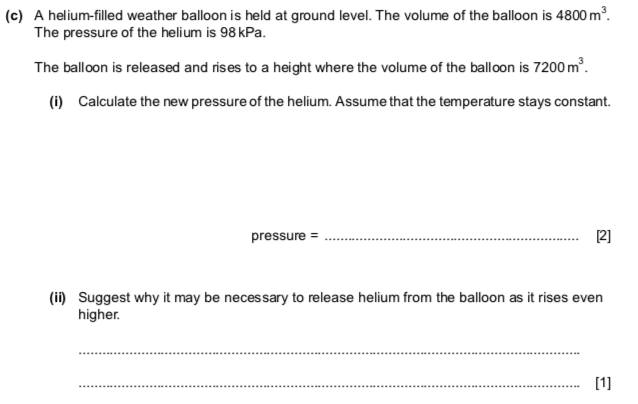 (c) A helium-filled weather balloon is held at ground level. The volume of the balloon is 4800 m³.
The pressure of the helium is 98 kPa.
The balloon is released and rises to a height where the volume of the balloon is 7200 m³.
(i) Calculate the new pressure of the helium. Assume that the temperature stays constant.
pressure = ................................................................ [2]
(ii) Suggest why it may be necessary to release helium from the balloon as it rises even
higher.
................................................................................................................................
................................................................................................................................ [1]